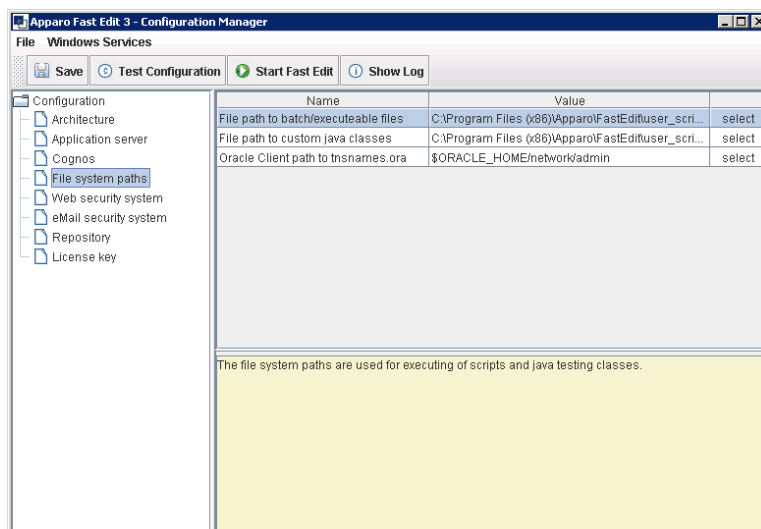 Apparo Fast Edit 3 - Configuration Manager
File Windows Services
Save Test Configuration Start Fast Edit Show Log
Configuration
Architecture
Application server
Cognos
File system paths
Web security system
eMail security system
Repository
License key
Name Value
File path to batch/executeable files C:\Program Files (x86)\Apparo\FastEdit\user_scri... select
File path to custom java classes C:\Program Files (x86)\Apparo\FastEdit\user_scri... select
Oracle Client path to tnsnames.ora $ORACLE_HOME/network/admin select
The file system paths are used for executing of scripts and java testing classes.